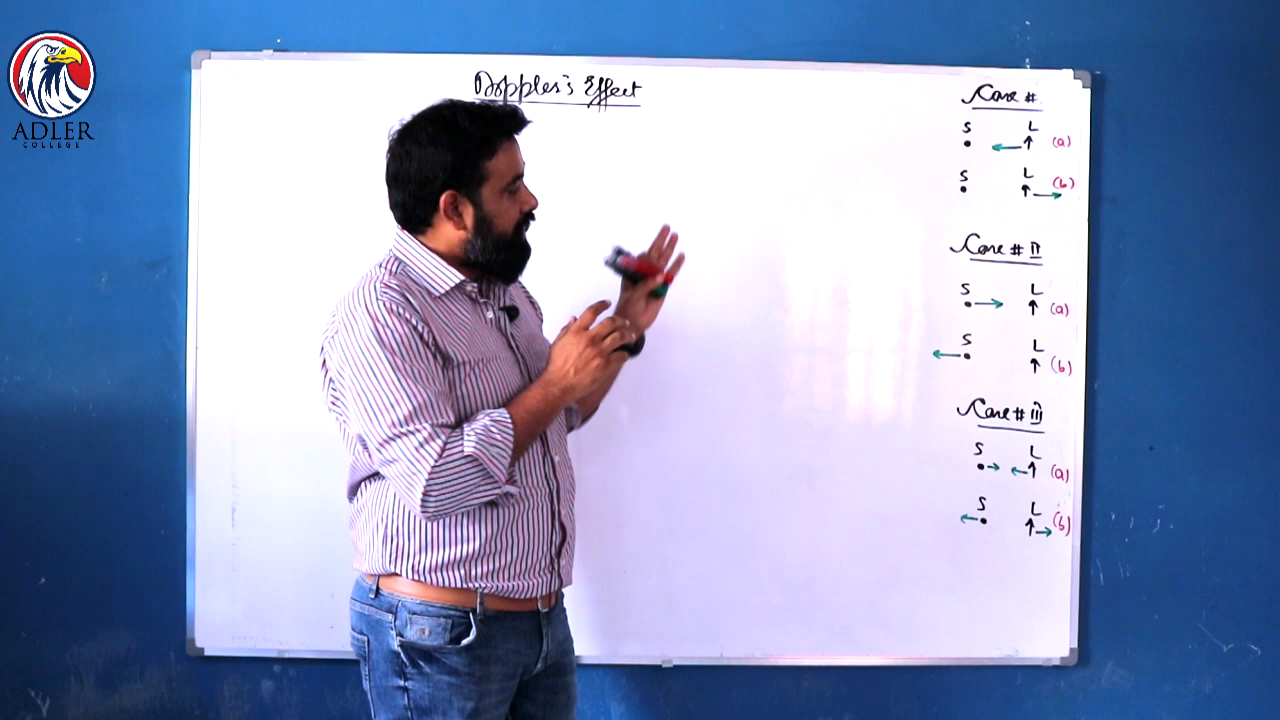 ADLER
COLLEGE
Doppler's Effect
Case #
S L (a)
S L (b)
Case # II
S L (a)
S L (b)
Case # III
S L (a)
S L (b)